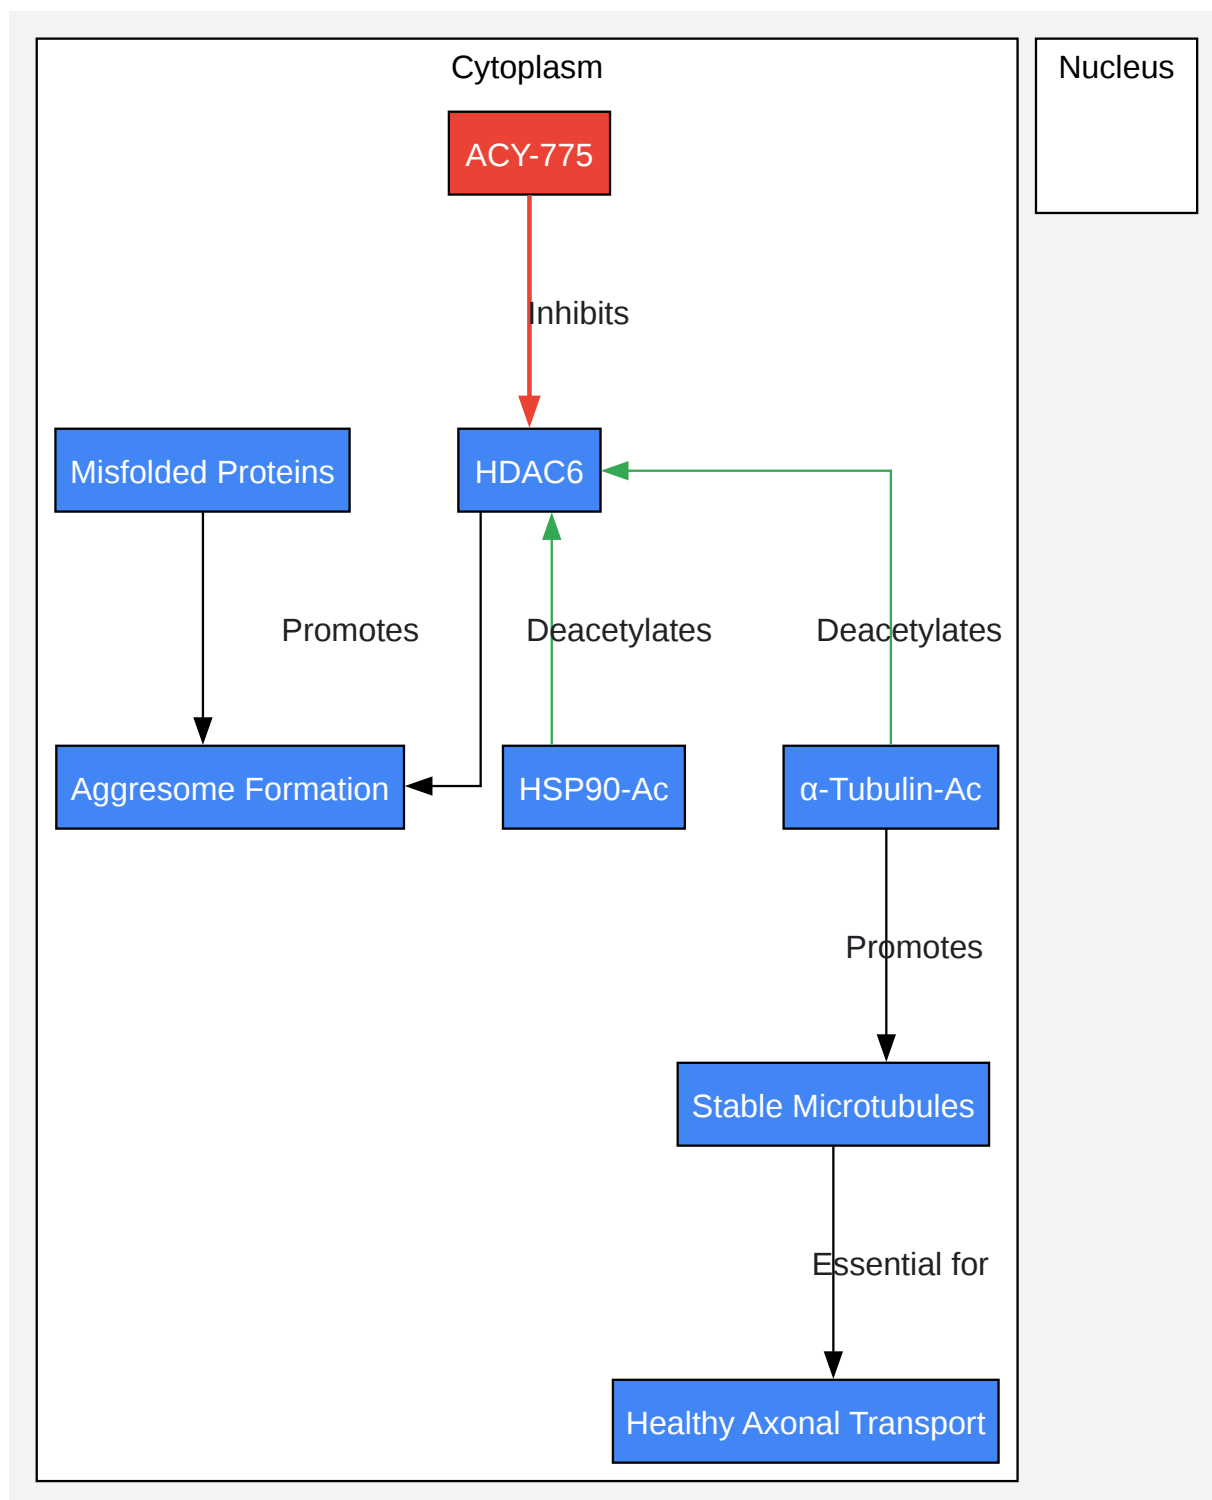 Cytoplasm
Nucleus
ACY-775
Inhibits
Misfolded Proteins
HDAC6
Promotes
Deacetylates
Deacetylates
Aggresome Formation
HSP90-Ac
α-Tubulin-Ac
Promotes
Stable Microtubules
Essential for
Healthy Axonal Transport